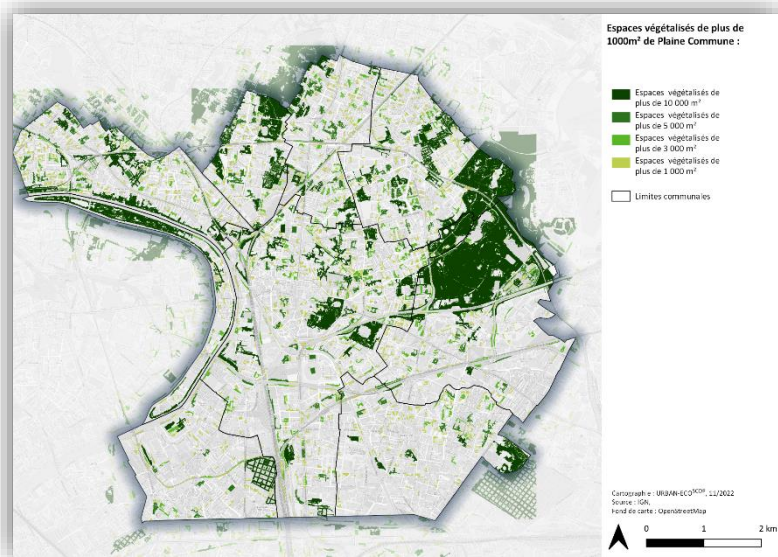 Espaces végétalisés de plus de
1000m² de Plaine Commune :
Espaces végétalisés de
plus de 10 000 m²
Espaces végétalisés de
plus de 5 000 m²
Espaces végétalisés de
plus de 3 000 m²
Espaces végétalisés de
plus de 1 000 m²
Limites communales
Cartographie : URBAN-ECO
, 11/2022
Source : IGN,
Fond de carte : OpenStreetMap
0 1 2 km